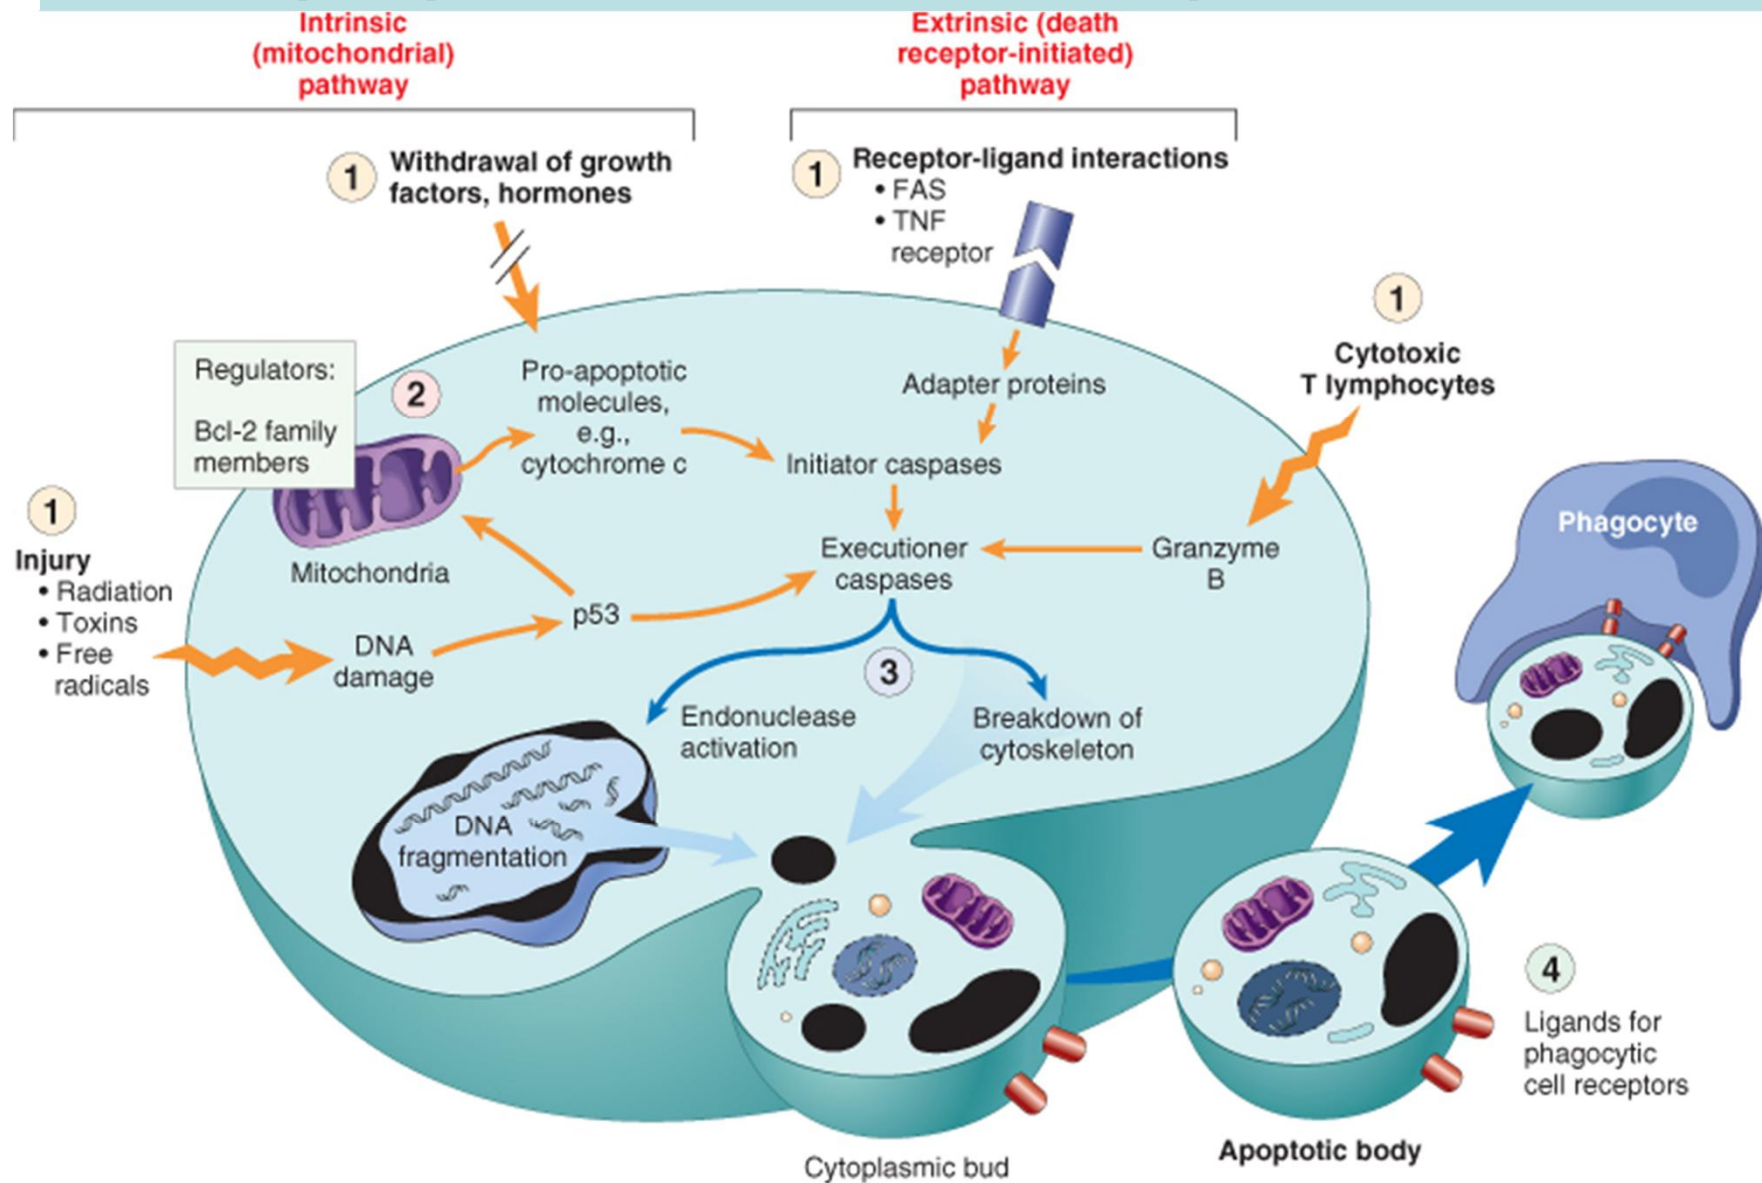 Intrinsic
(mitochondrial)
pathway
Extrinsic (death
receptor-initiated)
pathway
1
Withdrawal of growth
factors, hormones
1
Receptor-ligand interactions
• FAS
• TNF
receptor
1
Cytotoxic
T lymphocytes
Regulators:
Bcl-2 family
members
2
Pro-apoptotic
molecules,
e.g.,
cytochrome c
Adapter proteins
Initiator caspases
1
Injury
• Radiation
• Toxins
• Free
radicals
Mitochondria
Executioner
caspases
Granzyme
B
Phagocyte
p53
DNA
damage
3
Endonuclease
activation
Breakdown of
cytoskeleton
DNA
fragmentation
4
Ligands for
phagocytic
cell receptors
Cytoplasmic bud
Apoptotic body